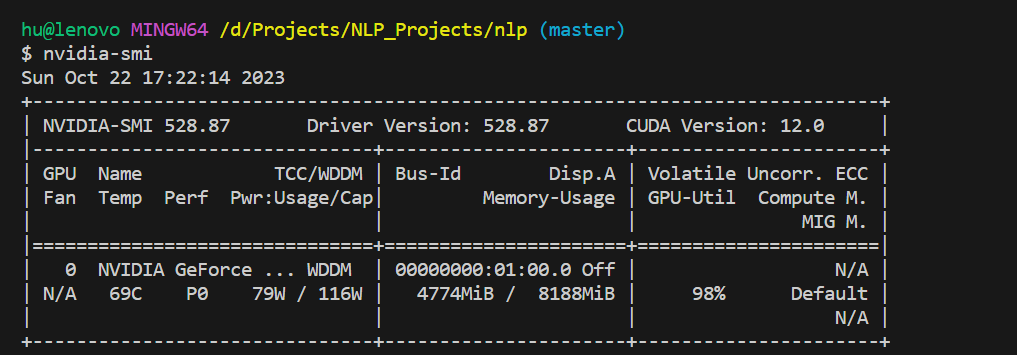 hu@lenovo MINGW64 /d/Projects/NLP_Projects/nlp (master)
$ nvidia-smi
Sun Oct 22 17:22:14 2023
+-----------------------------------------------------------------------------+
| NVIDIA-SMI 528.87       Driver Version: 528.87       CUDA Version: 12.0     |
|-------------------------------+----------------------+----------------------+
| GPU  Name            TCC/WDDM | Bus-Id        Disp.A | Volatile Uncorr. ECC |
| Fan  Temp  Perf  Pwr:Usage/Cap|         Memory-Usage | GPU-Util  Compute M. |
|                               |                      |               MIG M. |
|===============================+======================+======================|
|   0  NVIDIA GeForce ... WDDM  | 00000000:01:00.0 Off |                  N/A |
| N/A   69C    P0    79W / 116W |   4774MiB /  8188MiB |     98%      Default |
|                               |                      |                  N/A |
+-------------------------------+----------------------+----------------------+